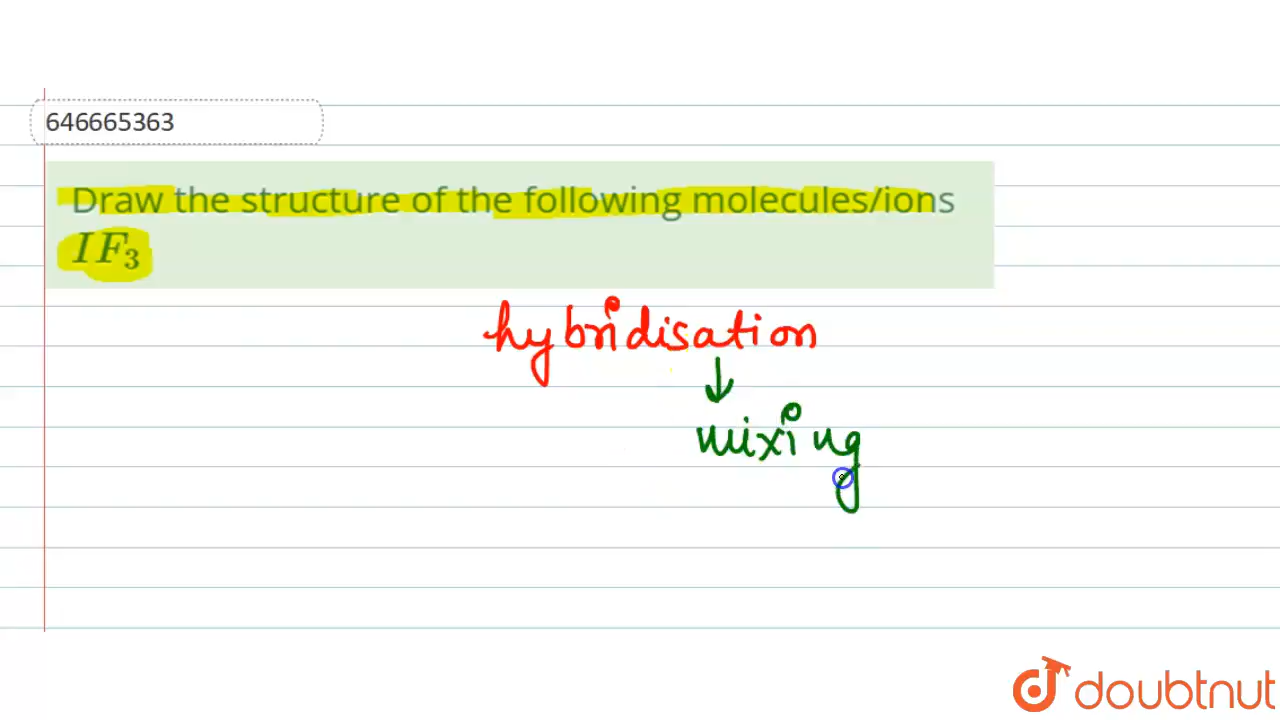 646665363
Draw the structure of the following molecules/ions
IF₃
hybridisation
↓
mixing
doubtnut